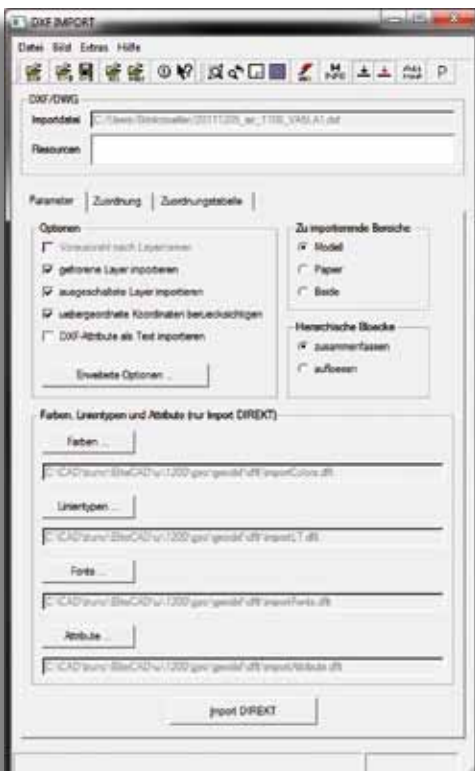 DXF IMPORT
Datei Bild Extras Hilfe
INFO P
DXF/DWG
Importdatei
Resourcen
Parameter Zuordnung Zuordnungstabelle
Optionen
Vorauswahl nach Layernamen
gefrorene Layer importieren
ausgeschaltete Layer importieren
uebergeordnete Koordinaten beruecksichtigen
DXF-Attribute als Text importieren
Erweiterte Optionen ...
Zu importierende Bereiche
Modell
Papier
Beide
Hierarchische Bloecke
zusammenfassen
aufloesen
Farben, Linientypen und Attribute (nur Import DIREKT)
Farben ...
Linientypen ...
Fonts ...
Attribute ...
Import DIREKT